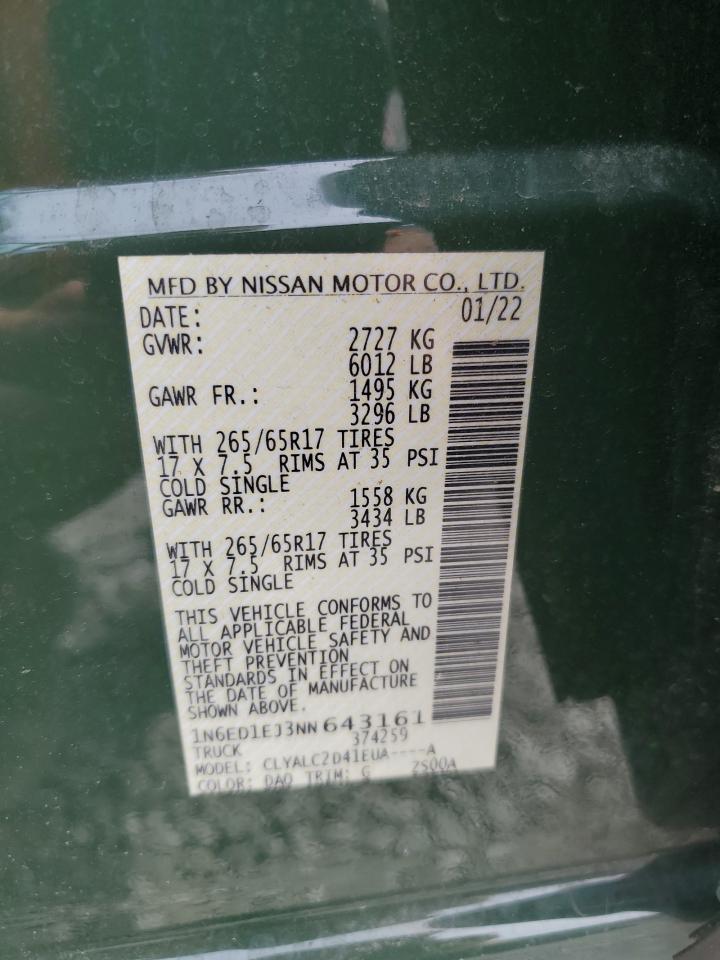 MFD BY NISSAN MOTOR CO., LTD.
DATE: 01/22
GVWR: 2727 KG
6012 LB
GAWR FR.: 1495 KG
3296 LB
WITH 265/65R17 TIRES
17 X 7.5 RIMS AT 35 PSI
COLD SINGLE
GAWR RR.: 1558 KG
3434 LB
WITH 265/65R17 TIRES
17 X 7.5 RIMS AT 35 PSI
COLD SINGLE
THIS VEHICLE CONFORMS TO
ALL APPLICABLE FEDERAL
MOTOR VEHICLE SAFETY AND
THEFT PREVENTION
STANDARDS IN EFFECT ON
THE DATE OF MANUFACTURE
SHOWN ABOVE.
1N6ED1EJ3NN643161
TRUCK 374259
MODEL: CLYALC2D41EUA----A
COLOR: DAO TRIM: G 2S00A